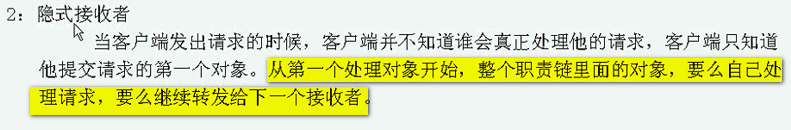 2：隐式接收者
当客户端发出请求的时候，客户端并不知道谁会真正处理他的请求，客户端只知道
他提交请求的第一个对象。从第一个处理对象开始，整个职责链里面的对象，要么自己处
理请求，要么继续转发给下一个接收者。